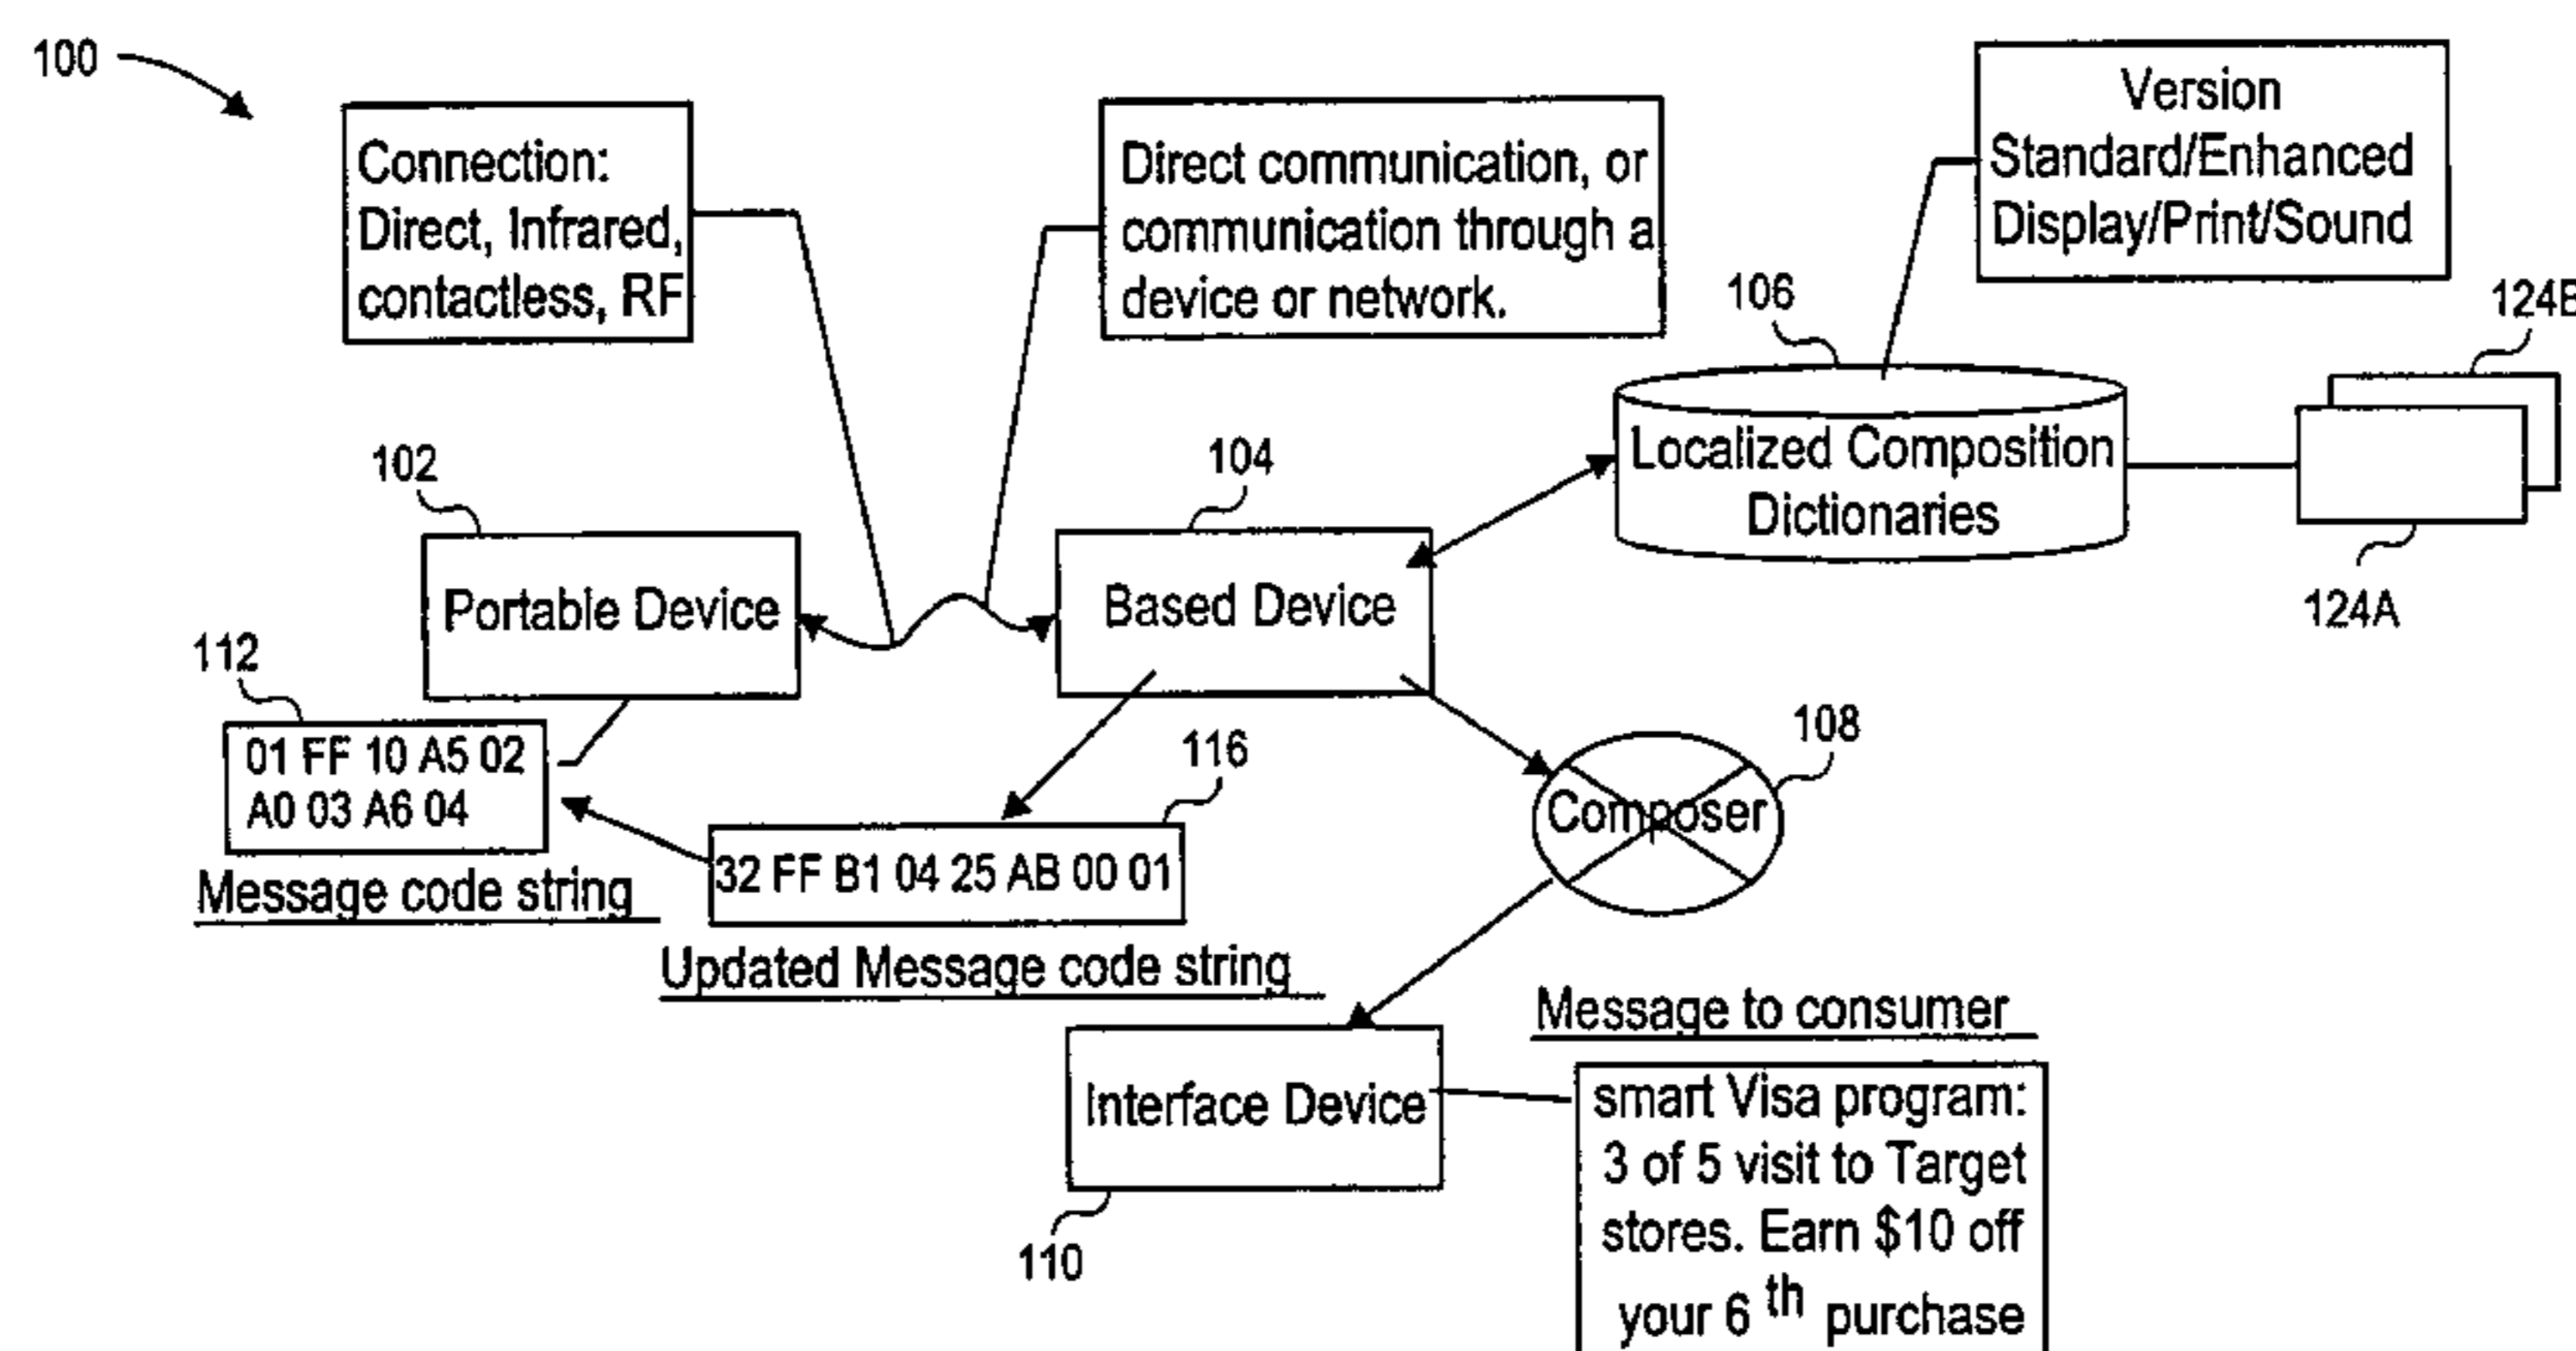 100
Connection:
Direct, Infrared,
contactless, RF
Direct communication, or
communication through a
device or network.
Version
Standard/Enhanced
Display/Print/Sound
106
124B
Localized Composition
Dictionaries
124A
102
Portable Device
104
Based Device
112
01 FF 10 A5 02
A0 03 A6 04
Message code string
116
32 FF B1 04 25 AB 00 01
Updated Message code string
108
Composer
Interface Device
110
Message to consumer
smart Visa program:
3 of 5 visit to Target
stores. Earn $10 off
your 6 th purchase